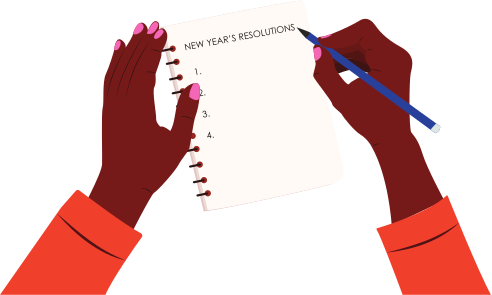 NEW YEAR'S RESOLUTIONS
1.
2.
3.
4.